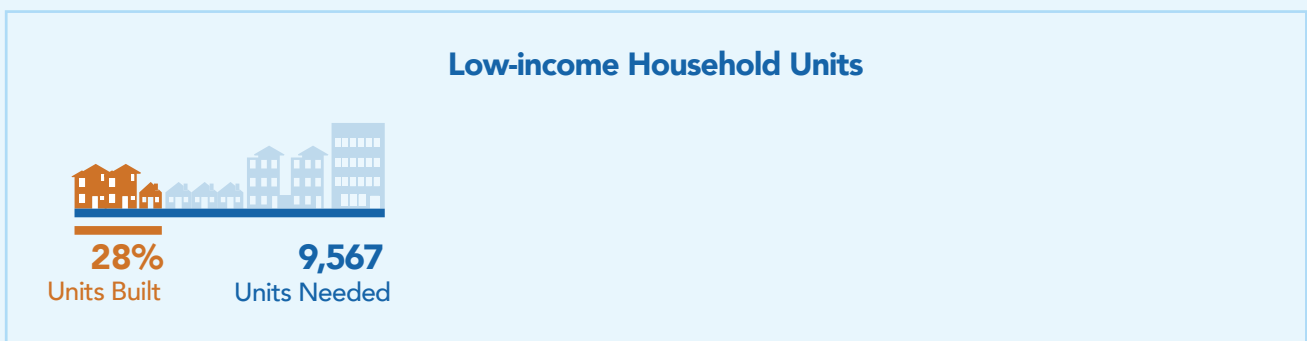 Low-income Household Units
28%
Units Built
9,567
Units Needed